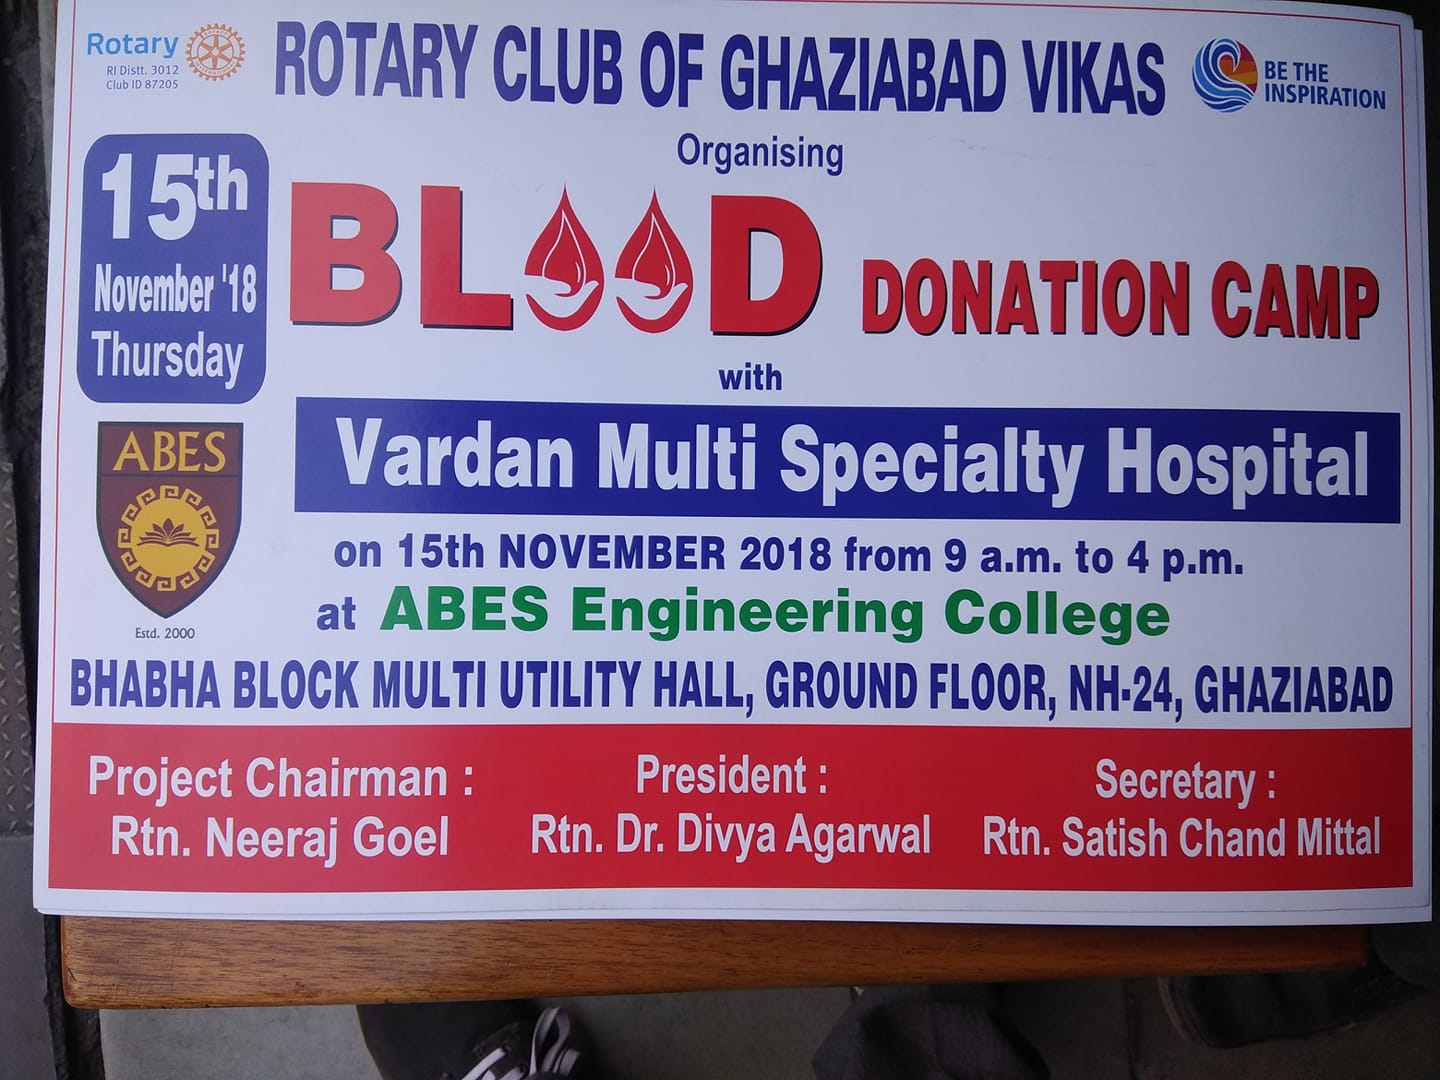 Rotary
RI Distt. 3012
Club ID 87205
ROTARY CLUB OF GHAZIABAD VIKAS
BE THE
INSPIRATION
Organising
15th
November '18
Thursday
BLOOD DONATION CAMP
with
Vardan Multi Specialty Hospital
ABES
Estd. 2000
on 15th NOVEMBER 2018 from 9 a.m. to 4 p.m.
at ABES Engineering College
BHABHA BLOCK MULTI UTILITY HALL, GROUND FLOOR, NH-24, GHAZIABAD
Project Chairman :
Rtn. Neeraj Goel
President :
Rtn. Dr. Divya Agarwal
Secretary :
Rtn. Satish Chand Mittal